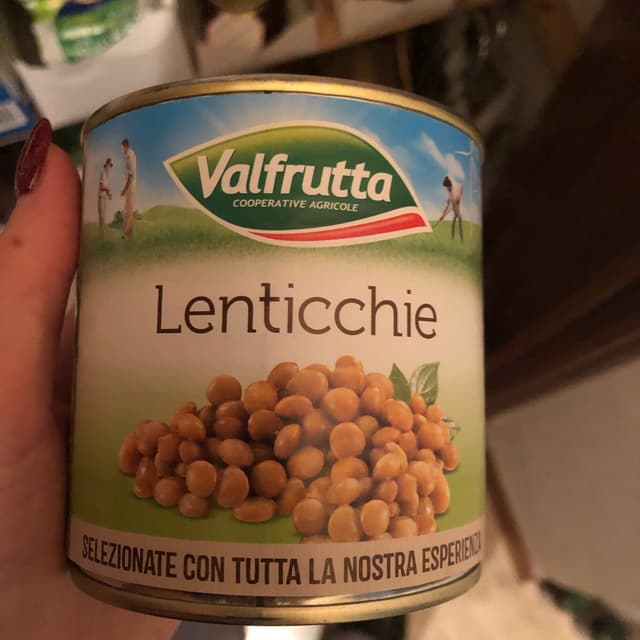 Valfrutta
COOPERATIVE AGRICOLE
Lenticchie
SELEZIONATE CON TUTTA LA NOSTRA ESPERIENZA